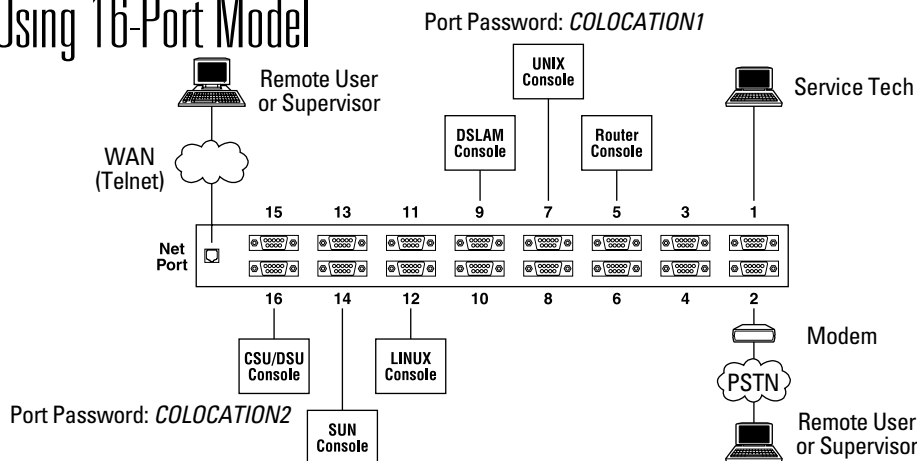 Using 16-Port Model
Port Password: COLOCATION1
Remote User
or Supervisor
UNIX
Console
Service Tech
DSLAM
Console
Router
Console
WAN
(Telnet)
15 13 11 9 7 5 3 1
Net
Port
16 14 12 10 8 6 4 2
CSU/DSU
Console
LINUX
Console
Modem
PSTN
Port Password: COLOCATION2
SUN
Console
Remote User
or Supervisor